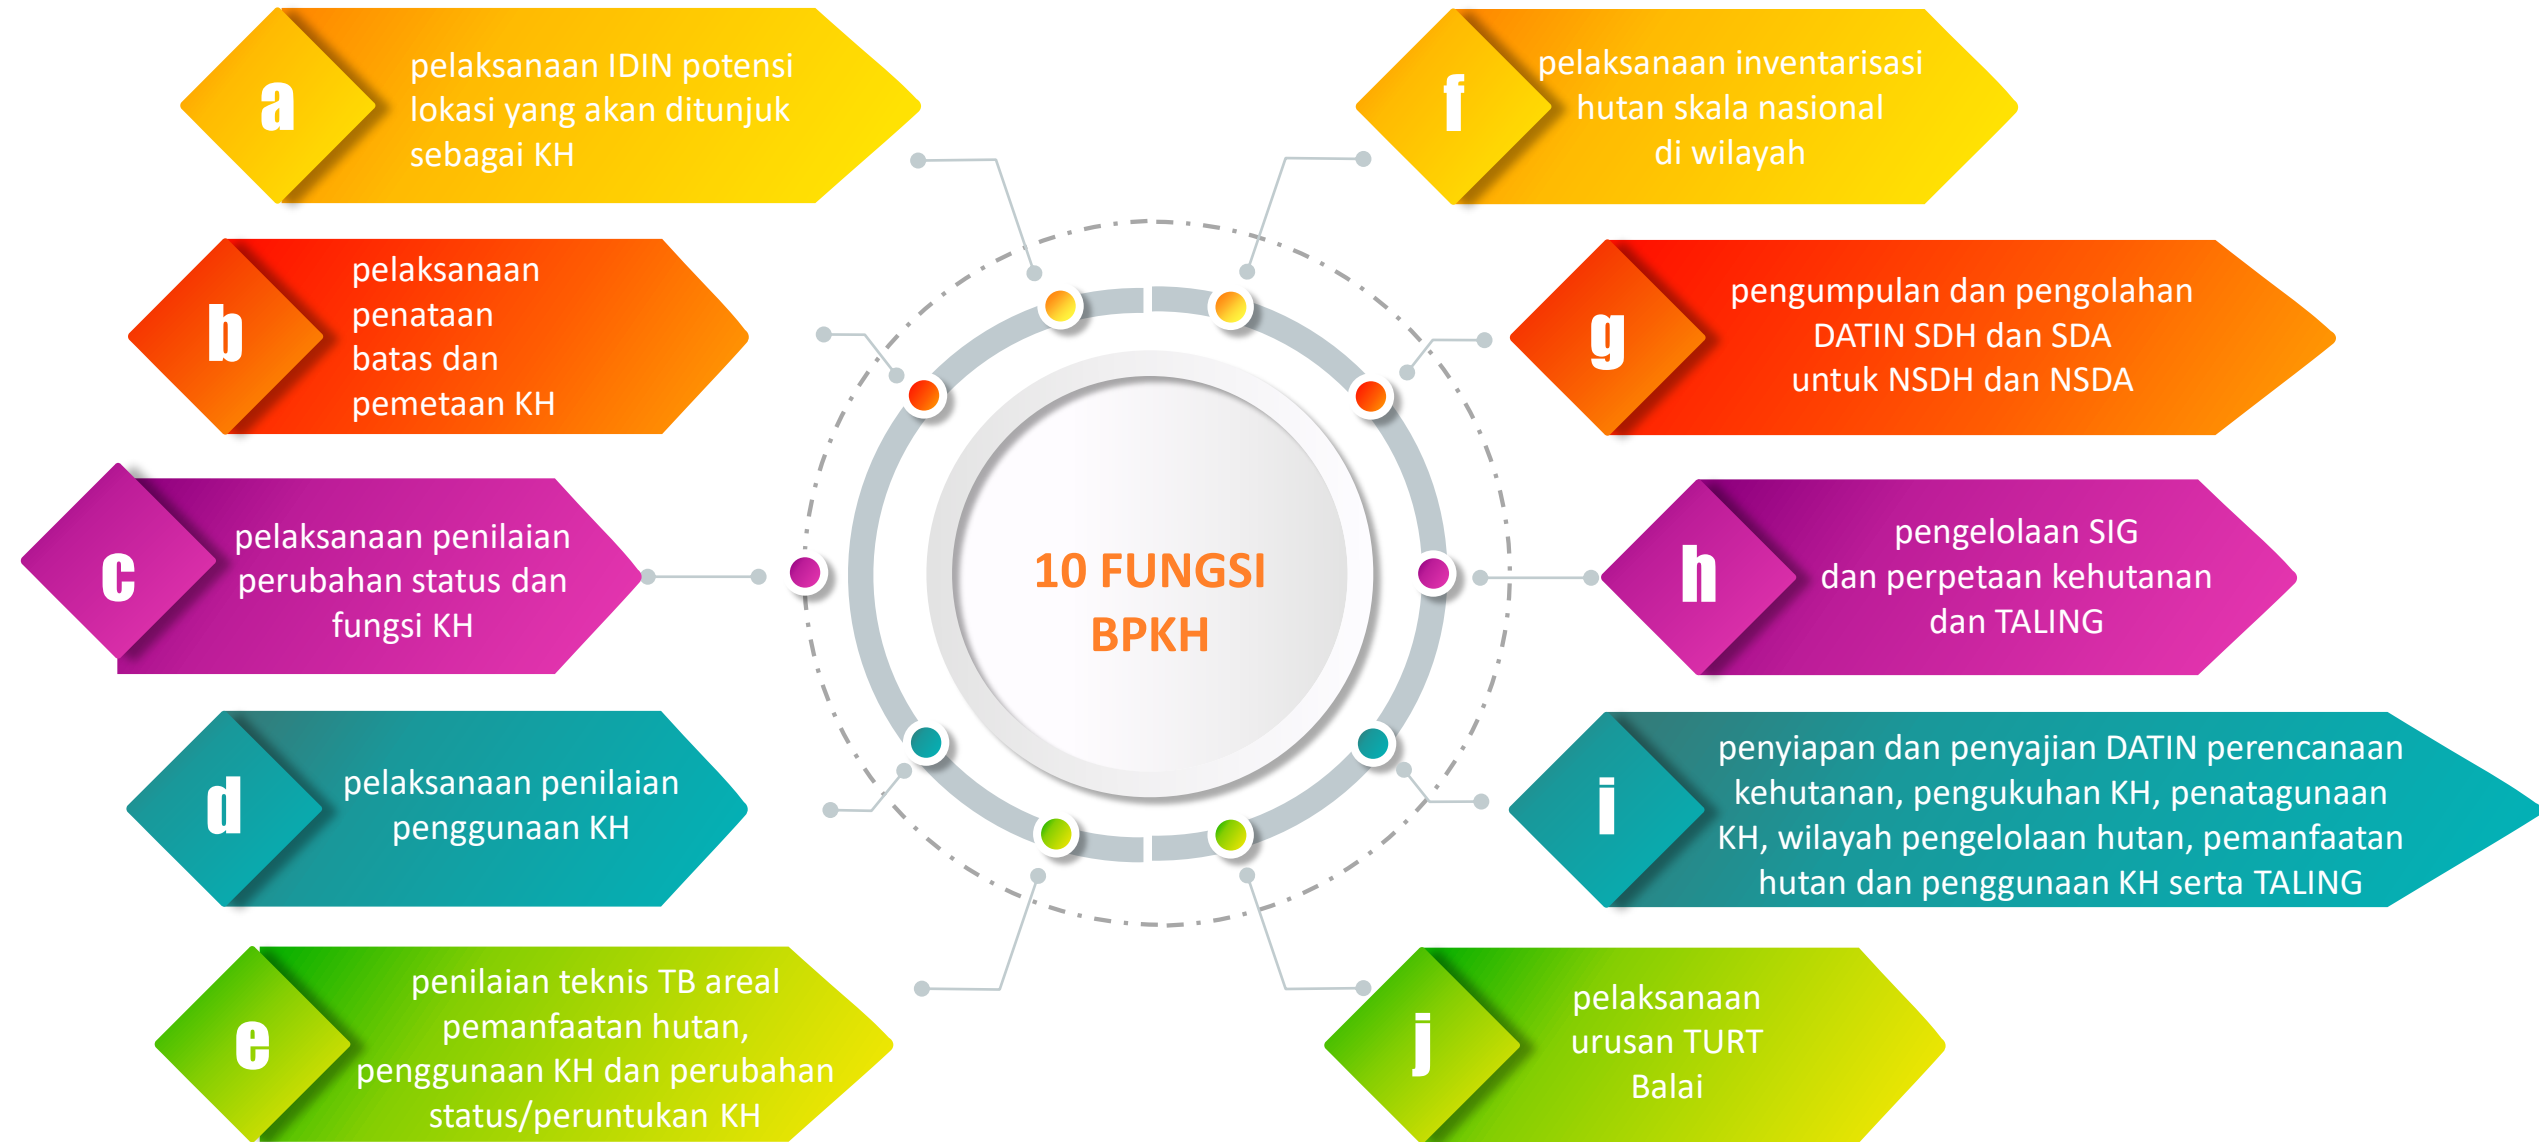 a
pelaksanaan IDIN potensi
lokasi yang akan ditunjuk
sebagai KH
b
pelaksanaan
penataan
batas dan
pemetaan KH
c
pelaksanaan penilaian
perubahan status dan
fungsi KH
d
pelaksanaan penilaian
penggunaan KH
e
penilaian teknis TB areal
pemanfaatan hutan,
penggunaan KH dan perubahan
status/peruntukan KH
10 FUNGSI
BPKH
f
pelaksanaan inventarisasi
hutan skala nasional
di wilayah
g
pengumpulan dan pengolahan
DATIN SDH dan SDA
untuk NSDH dan NSDA
h
pengelolaan SIG
dan perpetaan kehutanan
dan TALING
i
penyiapan dan penyajian DATIN perencanaan
kehutanan, pengukuhan KH, penatagunaan
KH, wilayah pengelolaan hutan, pemanfaatan
hutan dan penggunaan KH serta TALING
j
pelaksanaan
urusan TURT
Balai